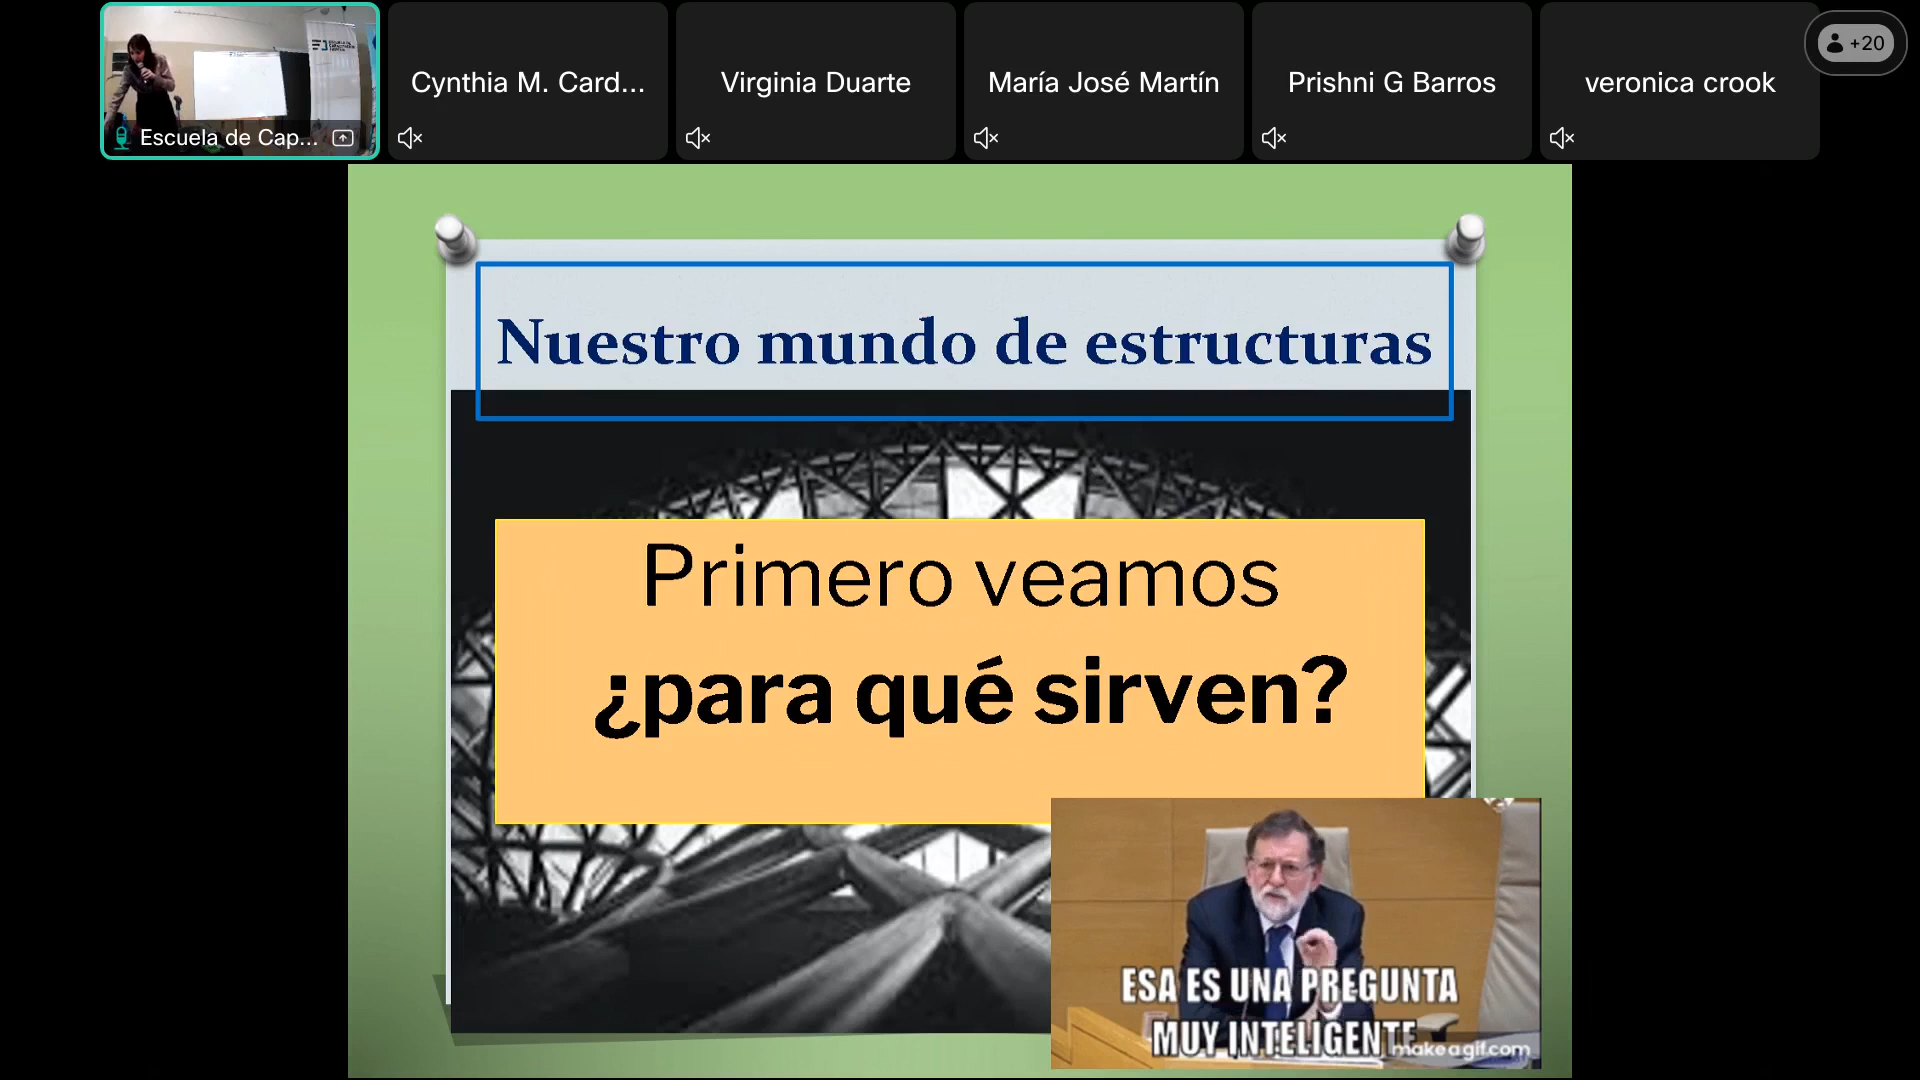 Escuela de Cap...
Cynthia M. Card...
Virginia Duarte
María José Martín
Prishni G Barros
veronica crook
+20
Nuestro mundo de estructuras
Primero veamos
¿para qué sirven?
ESA ES UNA PREGUNTA
MUY INTELIGENTE
makeagif.com